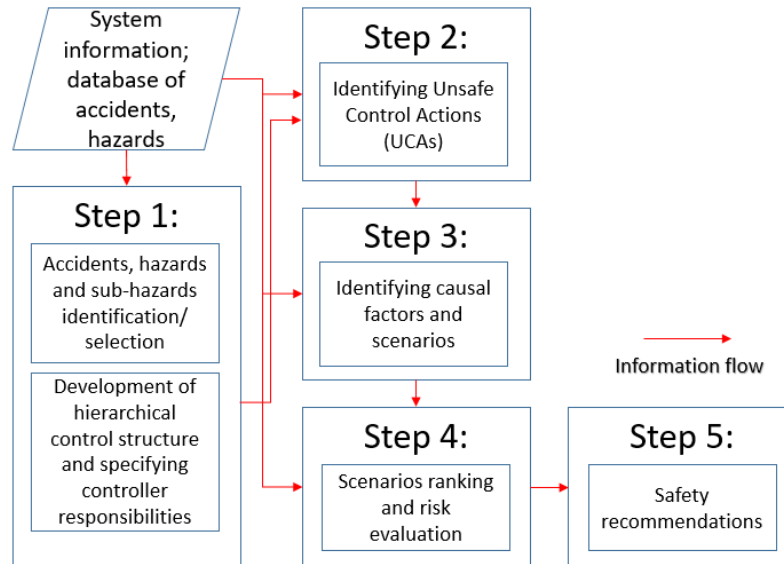 System
information;
database of
accidents,
hazards
Step 1:
Accidents, hazards
and sub-hazards
identification/
selection
Development of
hierarchical
control structure
and specifying
controller
responsibilities
Step 2:
Identifying Unsafe
Control Actions
(UCAs)
Step 3:
Identifying causal
factors and
scenarios
Step 4:
Scenarios ranking
and risk
evaluation
Information flow
Step 5:
Safety
recommendations